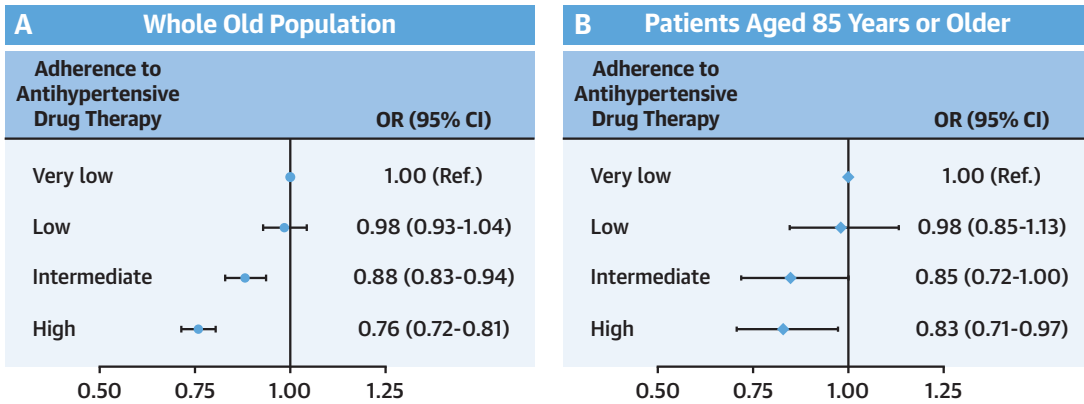 A Whole Old Population
Adherence to
Antihypertensive
Drug Therapy OR (95% CI)
Very low 1.00 (Ref.)
Low 0.98 (0.93-1.04)
Intermediate 0.88 (0.83-0.94)
High 0.76 (0.72-0.81)
0.50 0.75 1.00 1.25
B Patients Aged 85 Years or Older
Adherence to
Antihypertensive
Drug Therapy OR (95% CI)
Very low 1.00 (Ref.)
Low 0.98 (0.85-1.13)
Intermediate 0.85 (0.72-1.00)
High 0.83 (0.71-0.97)
0.50 0.75 1.00 1.25